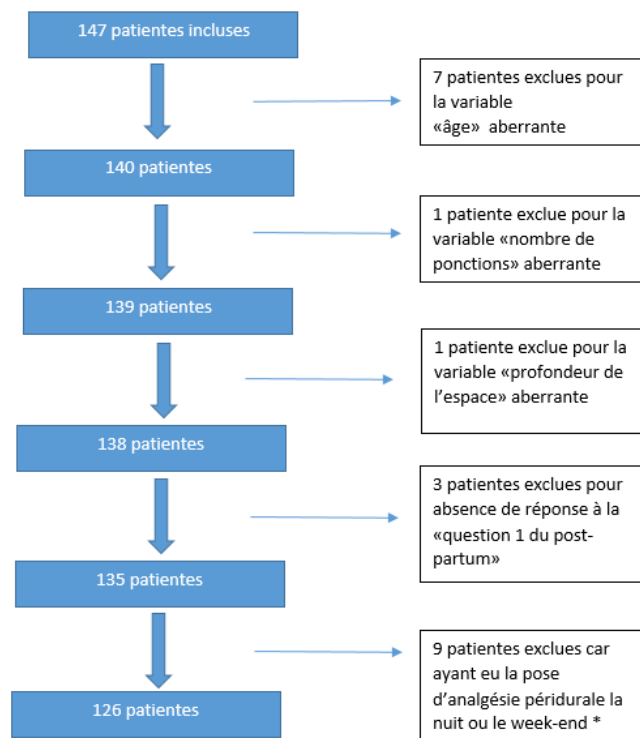 147 patientes incluses
7 patientes exclues pour
la variable
«âge» aberrante
140 patientes
1 patiente exclue pour la
variable «nombre de
ponctions» aberrante
139 patientes
1 patiente exclue pour la
variable «profondeur de
l’espace» aberrante
138 patientes
3 patientes exclues pour
absence de réponse à la
«question 1 du post-
partum»
135 patientes
9 patientes exclues car
ayant eu la pose
d’analgésie péridurale la
nuit ou le week-end *
126 patientes